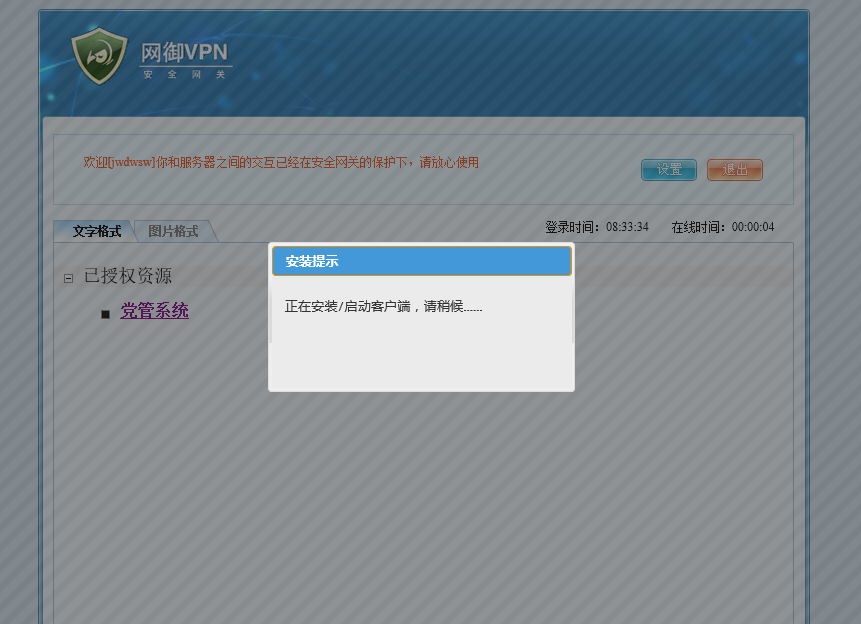 网御VPN
安全网关
欢迎[jwdwsw]你和服务器之间的交互已经在安全网关的保护下，请放心使用
设置
退出
文字格式
图片格式
登录时间：08:33:34
在线时间：00:00:04
安装提示
已授权资源
正在安装/启动客户端，请稍候......
党管系统